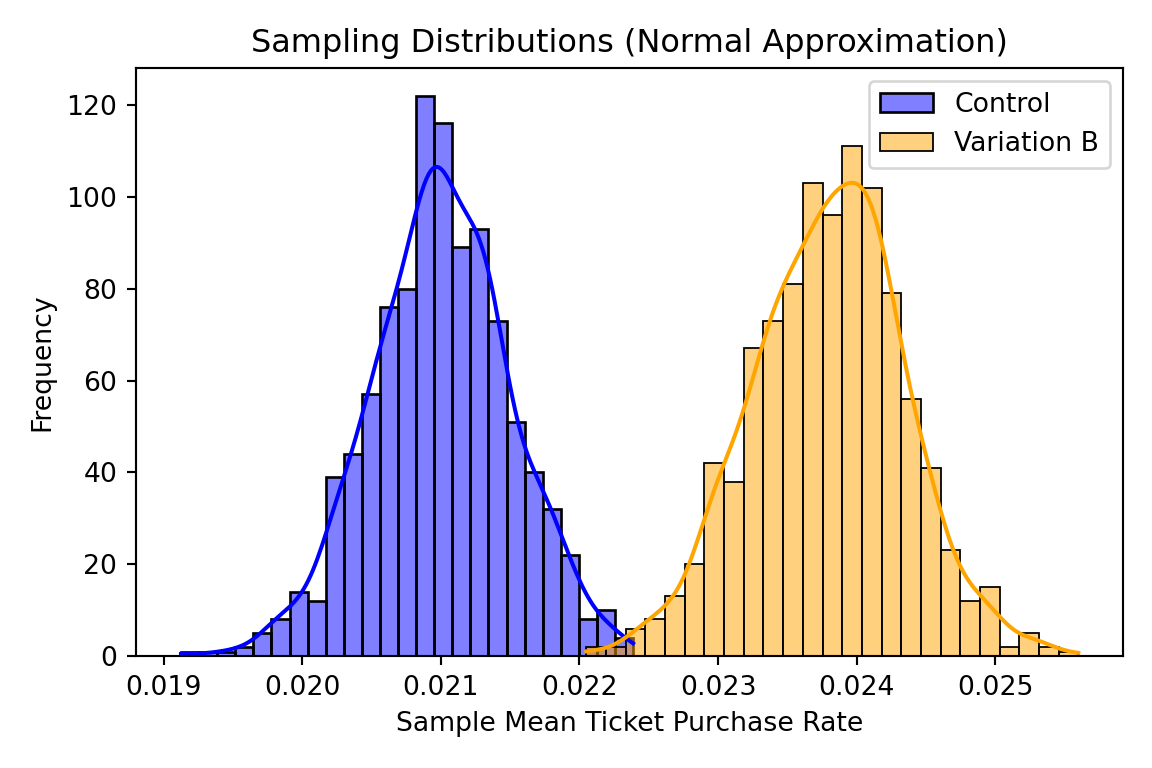 Sampling Distributions (Normal Approximation)
Control
Variation B
Frequency
120
100
80
60
40
20
0
0.019 0.020 0.021 0.022 0.023 0.024 0.025
Sample Mean Ticket Purchase Rate